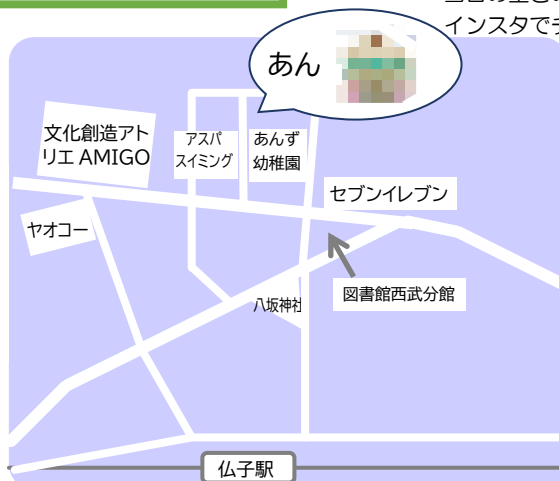 インスタでチ
あん
文化創造アト
リエ AMIGO
アスパ
スイミング
あんず
幼稚園
セブンイレブン
ヤオコー
図書館西武分館
八坂神社
仏子駅